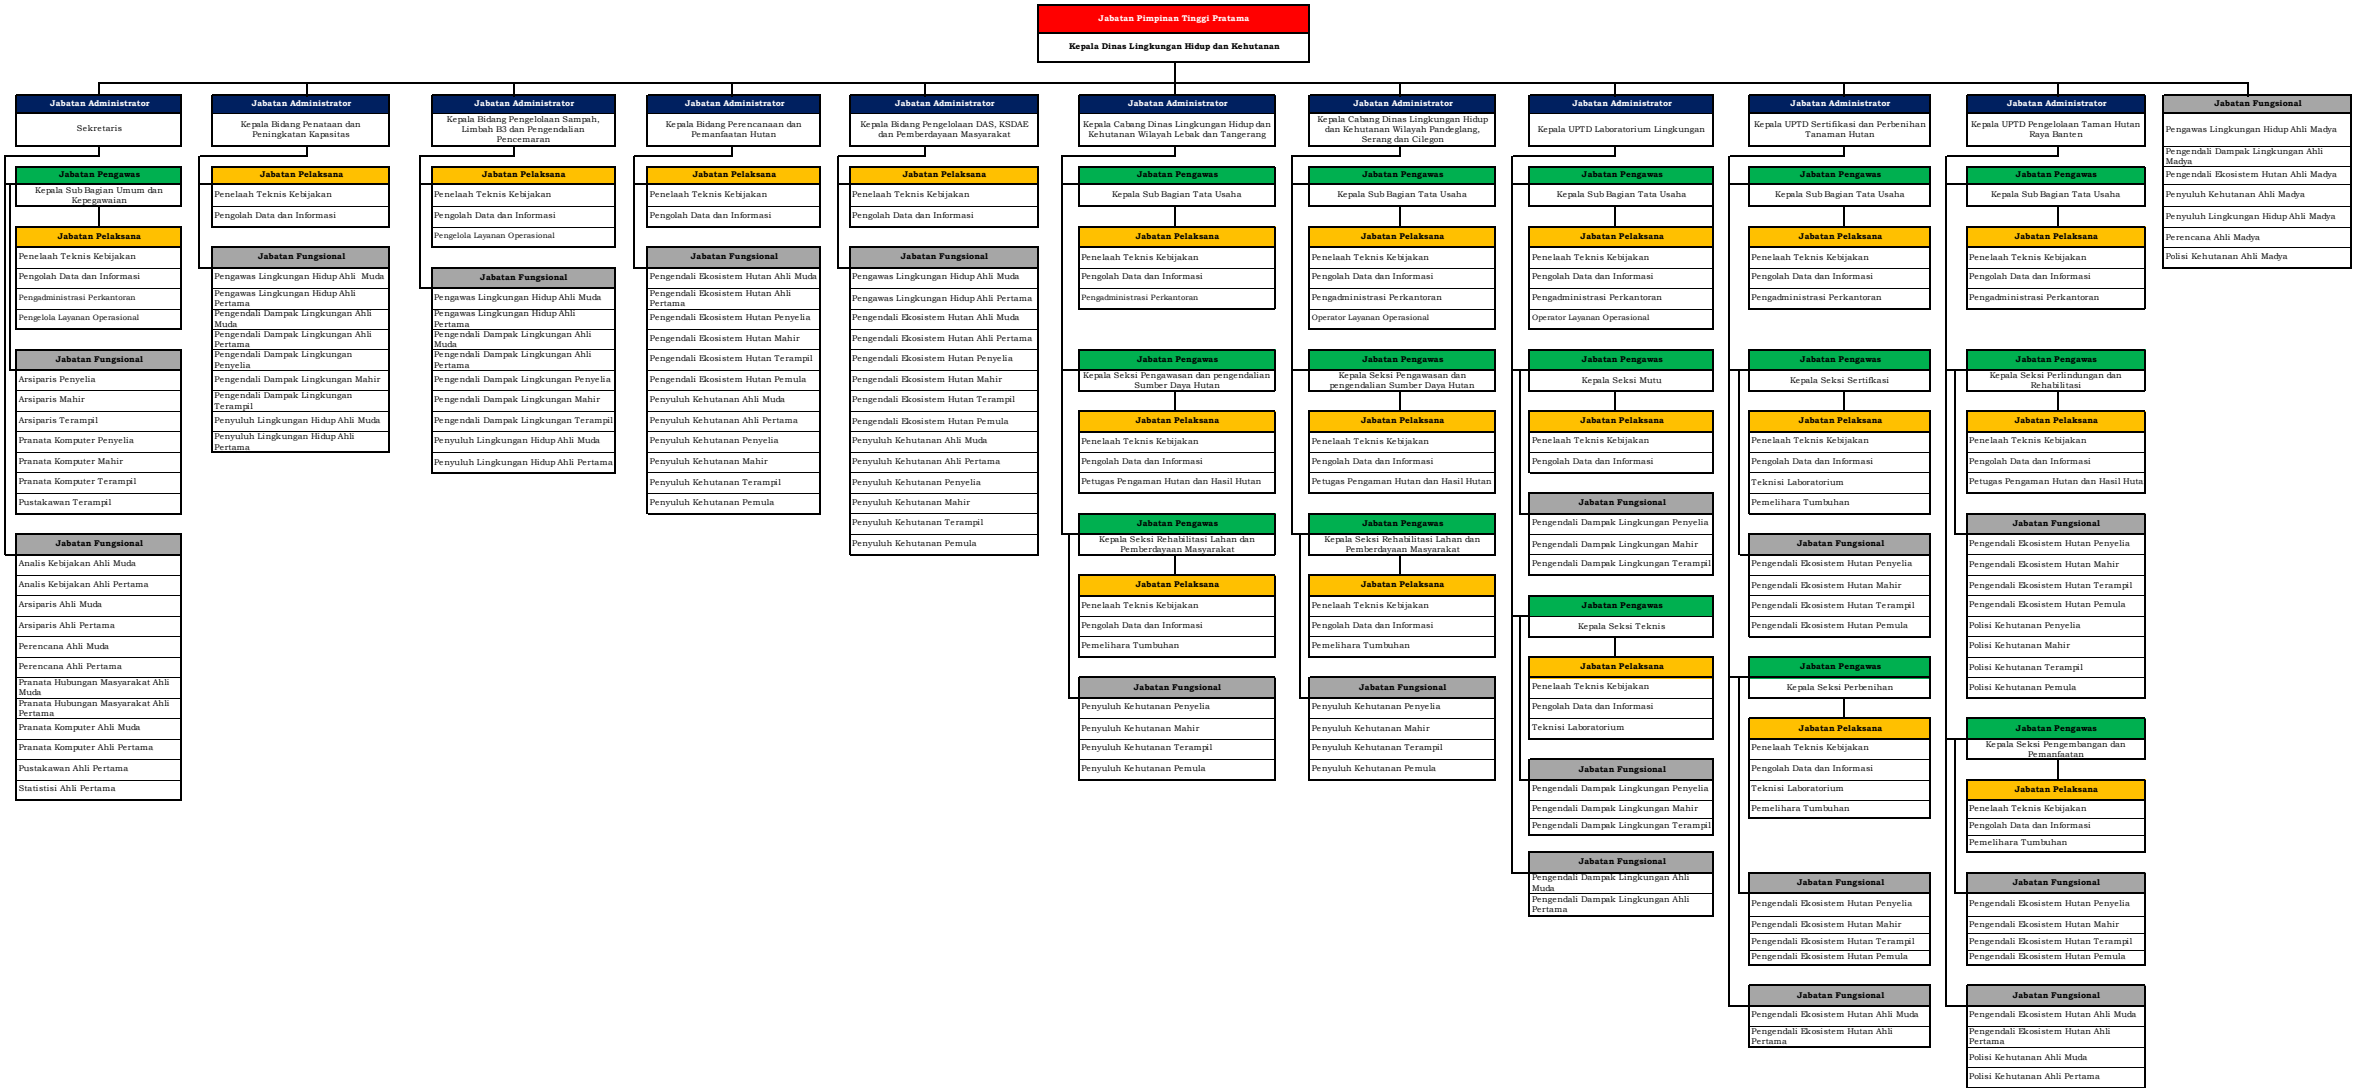 Jabatan Pimpinan Tinggi Pratama
Kepala Dinas Lingkungan Hidup dan Kehutanan
Jabatan Administrator
Sekretaris
Jabatan Pengawas
Kepala Sub Bagian Umum dan
Kepegawaian
Jabatan Pelaksana
Penelaah Teknis Kebijakan
Pengolah Data dan Informasi
Pengadministrasi Perkantoran
Pengelola Layanan Operasional
Jabatan Fungsional
Arsiparis Penyelia
Arsiparis Mahir
Arsiparis Terampil
Pranata Komputer Penyelia
Pranata Komputer Mahir
Pranata Komputer Terampil
Pustakawan Terampil
Jabatan Fungsional
Analis Kebijakan Ahli Muda
Analis Kebijakan Ahli Pertama
Arsiparis Ahli Muda
Arsiparis Ahli Pertama
Perencana Ahli Muda
Perencana Ahli Pertama
Pranata Hubungan Masyarakat Ahli
Muda
Pranata Hubungan Masyarakat Ahli
Pertama
Pranata Komputer Ahli Muda
Pranata Komputer Ahli Pertama
Pustakawan Ahli Pertama
Statistisi Ahli Pertama
Jabatan Administrator
Kepala Bidang Penataan dan
Peningkatan Kapasitas
Jabatan Pelaksana
Penelaah Teknis Kebijakan
Pengolah Data dan Informasi
Jabatan Fungsional
Pengawas Lingkungan Hidup Ahli  Muda
Pengawas Lingkungan Hidup Ahli
Pertama
Pengendali Dampak Lingkungan Ahli
Muda
Pengendali Dampak Lingkungan Ahli
Pertama
Pengendali Dampak Lingkungan
Penyelia
Pengendali Dampak Lingkungan Mahir
Pengendali Dampak Lingkungan
Terampil
Penyuluh Lingkungan Hidup Ahli Muda
Penyuluh Lingkungan Hidup Ahli
Pertama
Jabatan Administrator
Kepala Bidang Pengelolaan Sampah,
Limbah B3 dan Pengendalian
Pencemaran
Jabatan Pelaksana
Penelaah Teknis Kebijakan
Pengolah Data dan Informasi
Pengelola Layanan Operasional
Jabatan Fungsional
Pengawas Lingkungan Hidup Ahli Muda
Pengawas Lingkungan Hidup Ahli
Pertama
Pengendali Dampak Lingkungan Ahli
Muda
Pengendali Dampak Lingkungan Ahli
Pertama
Pengendali Dampak Lingkungan Penyelia
Pengendali Dampak Lingkungan Mahir
Pengendali Dampak Lingkungan Terampil
Penyuluh Lingkungan Hidup Ahli Muda
Penyuluh Lingkungan Hidup Ahli Pertama
Jabatan Administrator
Kepala Bidang Perencanaan dan
Pemanfaatan Hutan
Jabatan Pelaksana
Penelaah Teknis Kebijakan
Pengolah Data dan Informasi
Jabatan Fungsional
Pengendali Ekosistem Hutan Ahli Muda
Pengendali Ekosistem Hutan Ahli
Pertama
Pengendali Ekosistem Hutan Penyelia
Pengendali Ekosistem Hutan Mahir
Pengendali Ekosistem Hutan Terampil
Pengendali Ekosistem Hutan Pemula
Penyuluh Kehutanan Ahli Muda
Penyuluh Kehutanan Ahli Pertama
Penyuluh Kehutanan Penyelia
Penyuluh Kehutanan Mahir
Penyuluh Kehutanan Terampil
Penyuluh Kehutanan Pemula
Jabatan Administrator
Kepala Bidang Pengelolaan DAS, KSDAE
dan Pemberdayaan Masyarakat
Jabatan Pelaksana
Penelaah Teknis Kebijakan
Pengolah Data dan Informasi
Jabatan Fungsional
Pengawas Lingkungan Hidup Ahli Muda
Pengawas Lingkungan Hidup Ahli Pertama
Pengendali Ekosistem Hutan Ahli Muda
Pengendali Ekosistem Hutan Ahli Pertama
Pengendali Ekosistem Hutan Penyelia
Pengendali Ekosistem Hutan Mahir
Pengendali Ekosistem Hutan Terampil
Pengendali Ekosistem Hutan Pemula
Penyuluh Kehutanan Ahli Muda
Penyuluh Kehutanan Ahli Pertama
Penyuluh Kehutanan Penyelia
Penyuluh Kehutanan Mahir
Penyuluh Kehutanan Terampil
Penyuluh Kehutanan Pemula
Jabatan Administrator
Kepala Cabang Dinas Lingkungan Hidup dan
Kehutanan Wilayah Lebak dan Tangerang
Jabatan Pengawas
Kepala Sub Bagian Tata Usaha
Jabatan Pelaksana
Penelaah Teknis Kebijakan
Pengolah Data dan Informasi
Pengadministrasi Perkantoran
Jabatan Pengawas
Kepala Seksi Pengawasan dan pengendalian
Sumber Daya Hutan
Jabatan Pelaksana
Penelaah Teknis Kebijakan
Pengolah Data dan Informasi
Petugas Pengaman Hutan dan Hasil Hutan
Jabatan Pengawas
Kepala Seksi Rehabilitasi Lahan dan
Pemberdayaan Masyarakat
Jabatan Pelaksana
Penelaah Teknis Kebijakan
Pengolah Data dan Informasi
Pemelihara Tumbuhan
Jabatan Fungsional
Penyuluh Kehutanan Penyelia
Penyuluh Kehutanan Mahir
Penyuluh Kehutanan Terampil
Penyuluh Kehutanan Pemula
Jabatan Administrator
Kepala Cabang Dinas Lingkungan Hidup
dan Kehutanan Wilayah Pandeglang,
Serang dan Cilegon
Jabatan Pengawas
Kepala Sub Bagian Tata Usaha
Jabatan Pelaksana
Penelaah Teknis Kebijakan
Pengolah Data dan Informasi
Pengadministrasi Perkantoran
Operator Layanan Operasional
Jabatan Pengawas
Kepala Seksi Pengawasan dan
pengendalian Sumber Daya Hutan
Jabatan Pelaksana
Penelaah Teknis Kebijakan
Pengolah Data dan Informasi
Petugas Pengaman Hutan dan Hasil Hutan
Jabatan Pengawas
Kepala Seksi Rehabilitasi Lahan dan
Pemberdayaan Masyarakat
Jabatan Pelaksana
Penelaah Teknis Kebijakan
Pengolah Data dan Informasi
Pemelihara Tumbuhan
Jabatan Fungsional
Penyuluh Kehutanan Penyelia
Penyuluh Kehutanan Mahir
Penyuluh Kehutanan Terampil
Penyuluh Kehutanan Pemula
Jabatan Administrator
Kepala UPTD Laboratorium Lingkungan
Jabatan Pengawas
Kepala Sub Bagian Tata Usaha
Jabatan Pelaksana
Penelaah Teknis Kebijakan
Pengolah Data dan Informasi
Pengadministrasi Perkantoran
Operator Layanan Operasional
Jabatan Pengawas
Kepala Seksi Mutu
Jabatan Pelaksana
Penelaah Teknis Kebijakan
Pengolah Data dan Informasi
Jabatan Fungsional
Pengendali Dampak Lingkungan Penyelia
Pengendali Dampak Lingkungan Mahir
Pengendali Dampak Lingkungan Terampil
Jabatan Pengawas
Kepala Seksi Teknis
Jabatan Pelaksana
Penelaah Teknis Kebijakan
Pengolah Data dan Informasi
Teknisi Laboratorium
Jabatan Fungsional
Pengendali Dampak Lingkungan Penyelia
Pengendali Dampak Lingkungan Mahir
Pengendali Dampak Lingkungan Terampil
Jabatan Fungsional
Pengendali Dampak Lingkungan Ahli
Muda
Pengendali Dampak Lingkungan Ahli
Pertama
Jabatan Administrator
Kepala UPTD Sertifikasi dan Perbenihan
Tanaman Hutan
Jabatan Pengawas
Kepala Sub Bagian Tata Usaha
Jabatan Pelaksana
Penelaah Teknis Kebijakan
Pengolah Data dan Informasi
Pengadministrasi Perkantoran
Jabatan Pengawas
Kepala Seksi Sertifkasi
Jabatan Pelaksana
Penelaah Teknis Kebijakan
Pengolah Data dan Informasi
Teknisi Laboratorium
Pemelihara Tumbuhan
Jabatan Fungsional
Pengendali Ekosistem Hutan Penyelia
Pengendali Ekosistem Hutan Mahir
Pengendali Ekosistem Hutan Terampil
Pengendali Ekosistem Hutan Pemula
Jabatan Pengawas
Kepala Seksi Perbenihan
Jabatan Pelaksana
Penelaah Teknis Kebijakan
Pengolah Data dan Informasi
Teknisi Laboratorium
Pemelihara Tumbuhan
Jabatan Fungsional
Pengendali Ekosistem Hutan Penyelia
Pengendali Ekosistem Hutan Mahir
Pengendali Ekosistem Hutan Terampil
Pengendali Ekosistem Hutan Pemula
Jabatan Fungsional
Pengendali Ekosistem Hutan Ahli Muda
Pengendali Ekosistem Hutan Ahli
Pertama
Jabatan Administrator
Kepala UPTD Pengelolaan Taman Hutan
Raya Banten
Jabatan Pengawas
Kepala Sub Bagian Tata Usaha
Jabatan Pelaksana
Penelaah Teknis Kebijakan
Pengolah Data dan Informasi
Pengadministrasi Perkantoran
Jabatan Pengawas
Kepala Seksi Perlindungan dan
Rehabilitasi
Jabatan Pelaksana
Penelaah Teknis Kebijakan
Pengolah Data dan Informasi
Petugas Pengaman Hutan dan Hasil Huta
Jabatan Fungsional
Pengendali Ekosistem Hutan Penyelia
Pengendali Ekosistem Hutan Mahir
Pengendali Ekosistem Hutan Terampil
Pengendali Ekosistem Hutan Pemula
Polisi Kehutanan Penyelia
Polisi Kehutanan Mahir
Polisi Kehutanan Terampil
Polisi Kehutanan Pemula
Jabatan Pengawas
Kepala Seksi Pengembangan dan
Pemanfaatan
Jabatan Pelaksana
Penelaah Teknis Kebijakan
Pengolah Data dan Informasi
Pemelihara Tumbuhan
Jabatan Fungsional
Pengendali Ekosistem Hutan Penyelia
Pengendali Ekosistem Hutan Mahir
Pengendali Ekosistem Hutan Terampil
Pengendali Ekosistem Hutan Pemula
Jabatan Fungsional
Pengendali Ekosistem Hutan Ahli Muda
Pengendali Ekosistem Hutan Ahli
Pertama
Polisi Kehutanan Ahli Muda
Polisi Kehutanan Ahli Pertama
Jabatan Fungsional
Pengawas Lingkungan Hidup Ahli Madya
Pengendali Dampak Lingkungan Ahli
Madya
Pengendali Ekosistem Hutan Ahli Madya
Penyuluh Kehutanan Ahli Madya
Penyuluh Lingkungan Hidup Ahli Madya
Perencana Ahli Madya
Polisi Kehutanan Ahli Madya